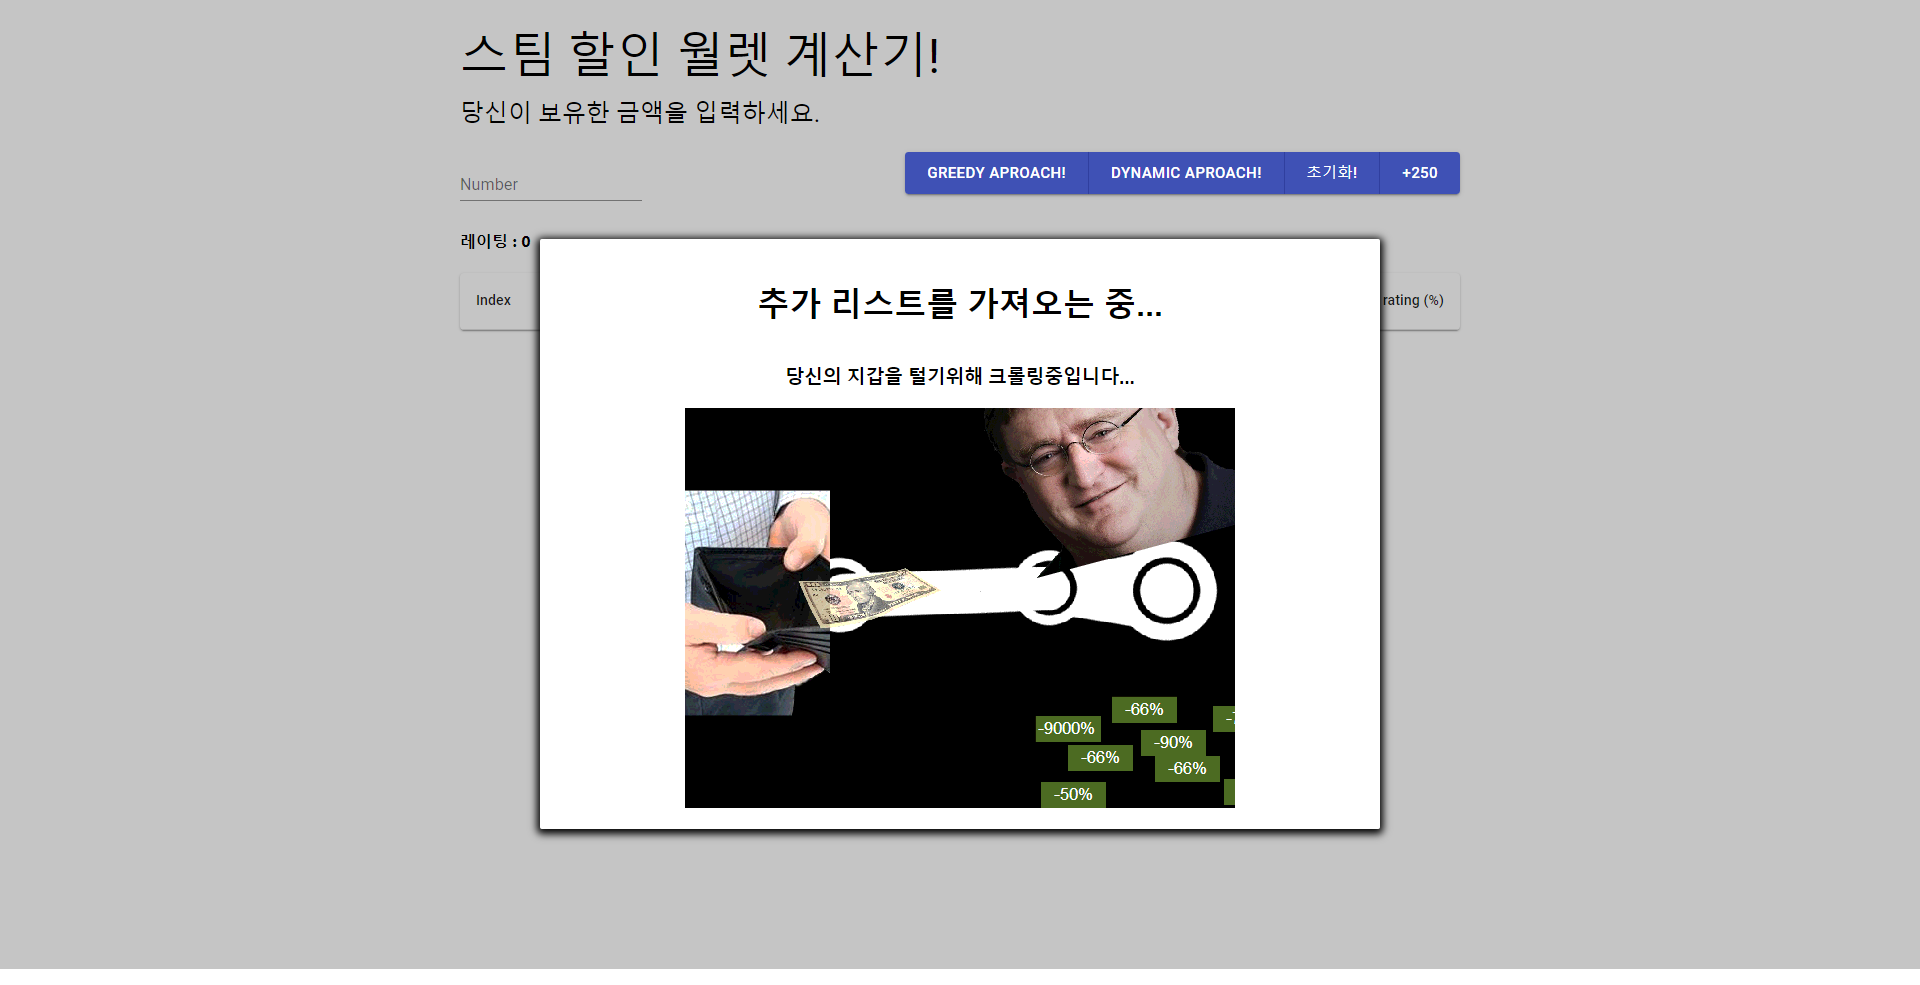 스팀 할인 월렛 계산기!
당신이 보유한 금액을 입력하세요.
Number
GREEDY APROACH!
DYNAMIC APROACH!
초기화!
+250
레이팅 : 0
Index
rating (%)
추가 리스트를 가져오는 중...
당신의 지갑을 털기위해 크롤링중입니다...
-66%
-9000%
-90%
-66%
-66%
-50%